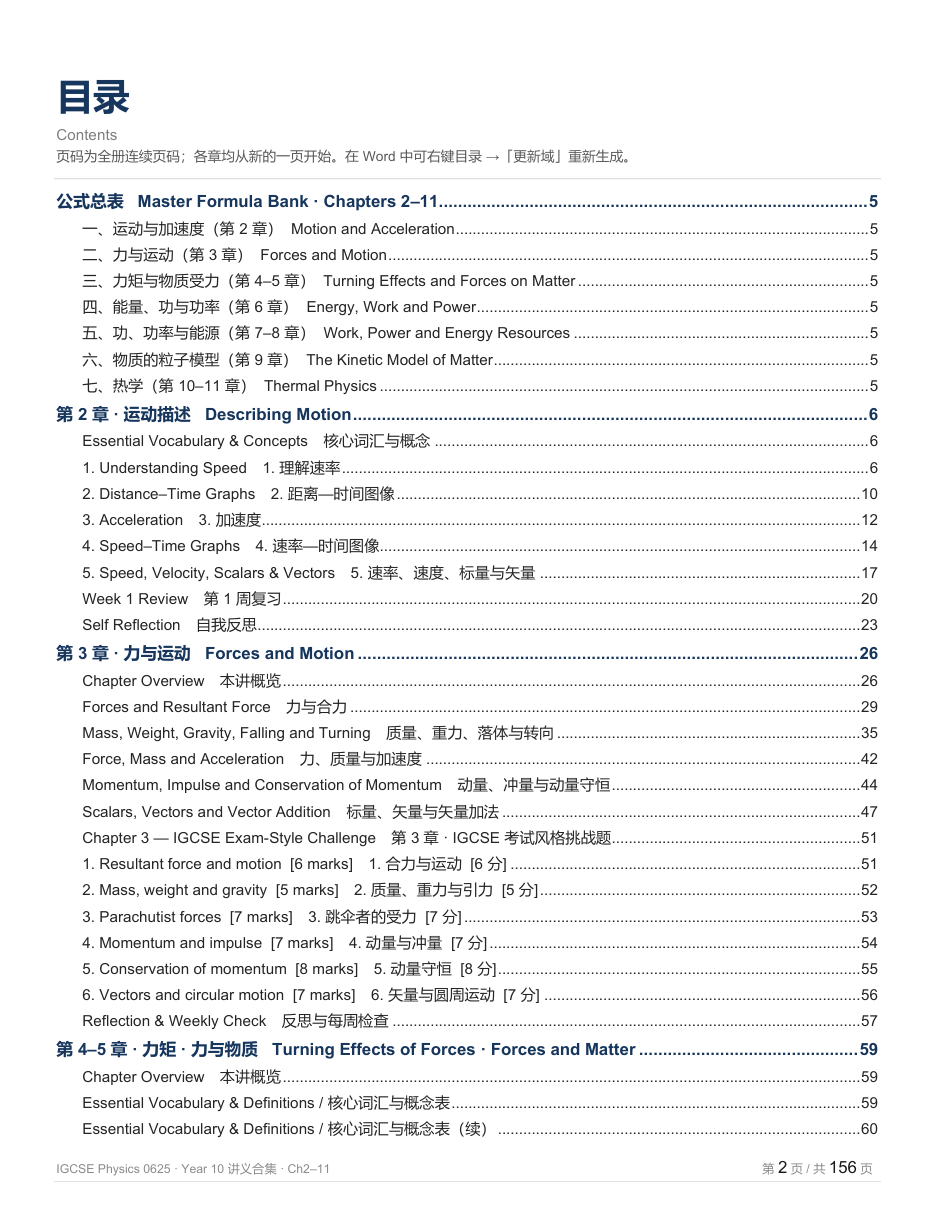 目录
Contents
页码为全册连续页码；各章均从新的一页开始。在 Word 中可右键目录 →「更新域」重新生成。
公式总表 Master Formula Bank · Chapters 2–11....................5
一、运动与加速度（第 2 章） Motion and Acceleration....................5
二、力与运动（第 3 章） Forces and Motion....................5
三、力矩与物质受力（第 4–5 章） Turning Effects and Forces on Matter....................5
四、能量、功与功率（第 6 章） Energy, Work and Power....................5
五、功、功率与能源（第 7–8 章） Work, Power and Energy Resources....................5
六、物质的粒子模型（第 9 章） The Kinetic Model of Matter....................5
七、热学（第 10–11 章） Thermal Physics....................5
第 2 章 · 运动描述 Describing Motion....................6
Essential Vocabulary & Concepts 核心词汇与概念....................6
1. Understanding Speed 1. 理解速率....................6
2. Distance–Time Graphs 2. 距离—时间图像....................10
3. Acceleration 3. 加速度....................12
4. Speed–Time Graphs 4. 速率—时间图像....................14
5. Speed, Velocity, Scalars & Vectors 5. 速率、速度、标量与矢量....................17
Week 1 Review 第 1 周复习....................20
Self Reflection 自我反思....................23
第 3 章 · 力与运动 Forces and Motion....................26
Chapter Overview 本讲概览....................26
Forces and Resultant Force 力与合力....................29
Mass, Weight, Gravity, Falling and Turning 质量、重力、落体与转向....................35
Force, Mass and Acceleration 力、质量与加速度....................42
Momentum, Impulse and Conservation of Momentum 动量、冲量与动量守恒....................44
Scalars, Vectors and Vector Addition 标量、矢量与矢量加法....................47
Chapter 3 — IGCSE Exam-Style Challenge 第 3 章 · IGCSE 考试风格挑战题....................51
1. Resultant force and motion [6 marks] 1. 合力与运动 [6 分]....................51
2. Mass, weight and gravity [5 marks] 2. 质量、重力与引力 [5 分]....................52
3. Parachutist forces [7 marks] 3. 跳伞者的受力 [7 分]....................53
4. Momentum and impulse [7 marks] 4. 动量与冲量 [7 分]....................54
5. Conservation of momentum [8 marks] 5. 动量守恒 [8 分]....................55
6. Vectors and circular motion [7 marks] 6. 矢量与圆周运动 [7 分]....................56
Reflection & Weekly Check 反思与每周检查....................57
第 4–5 章 · 力矩 · 力与物质 Turning Effects of Forces · Forces and Matter....................59
Chapter Overview 本讲概览....................59
Essential Vocabulary & Definitions / 核心词汇与概念表....................59
Essential Vocabulary & Definitions / 核心词汇与概念表（续）....................60
IGCSE Physics 0625 · Year 10 讲义合集 · Ch2–11 第 2 页 / 共 156 页